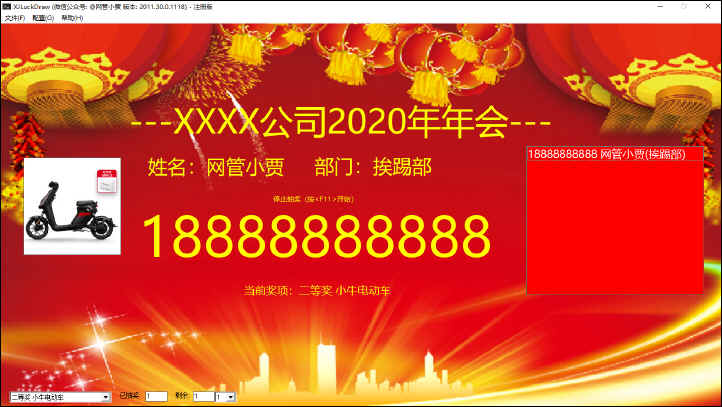 XJLuckDraw (微信公众号: @网管小贾 版本: 2011.30.0.1118) - 注册版
文件(F) 配置(O) 帮助(H)
---XXXX公司2020年年会---
姓名：网管小贾 部门：挨踢部
18888888888 网管小贾(挨踢部)
停止抽奖（按<F11>开始）
18888888888
当前奖项：二等奖 小牛电动车
二等奖 小牛电动车 已抽奖: 1 剩余: 1 1